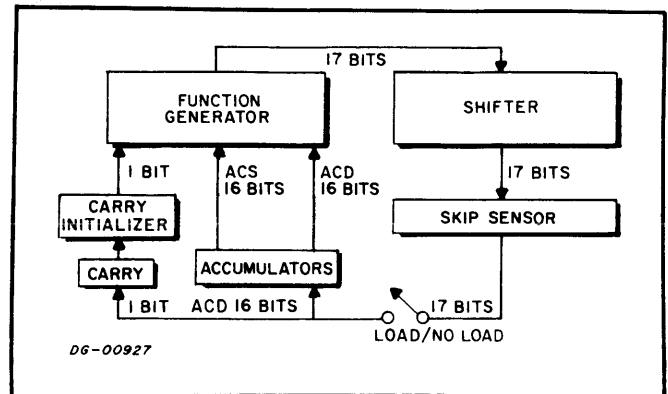 17 BITS
FUNCTION
GENERATOR
SHIFTER
1 BIT
ACS
16 BITS
ACD
16 BITS
17 BITS
CARRY
INITIALIZER
SKIP SENSOR
CARRY
ACCUMULATORS
1 BIT
ACD 16 BITS
17 BITS
LOAD/NO LOAD
DG-00927